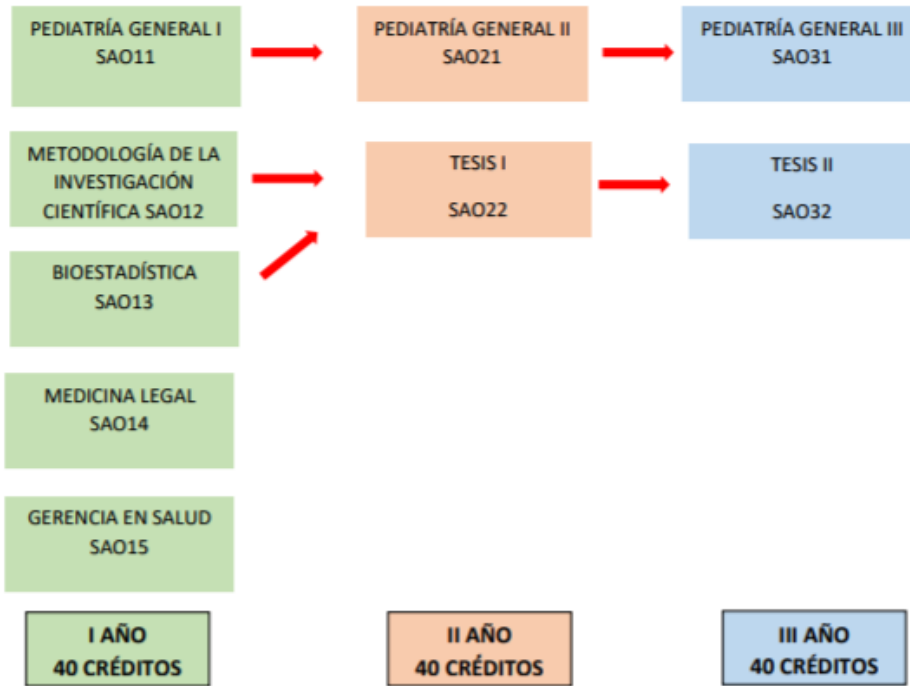 PEDIATRÍA GENERAL I
SAO11
PEDIATRÍA GENERAL II
SAO21
PEDIATRÍA GENERAL III
SAO31
METODOLOGÍA DE LA
INVESTIGACIÓN
CIENTÍFICA SAO12
TESIS I
SAO22
TESIS II
SAO32
BIOESTADÍSTICA
SAO13
MEDICINA LEGAL
SAO14
GERENCIA EN SALUD
SAO15
I AÑO
40 CRÉDITOS
II AÑO
40 CRÉDITOS
III AÑO
40 CRÉDITOS